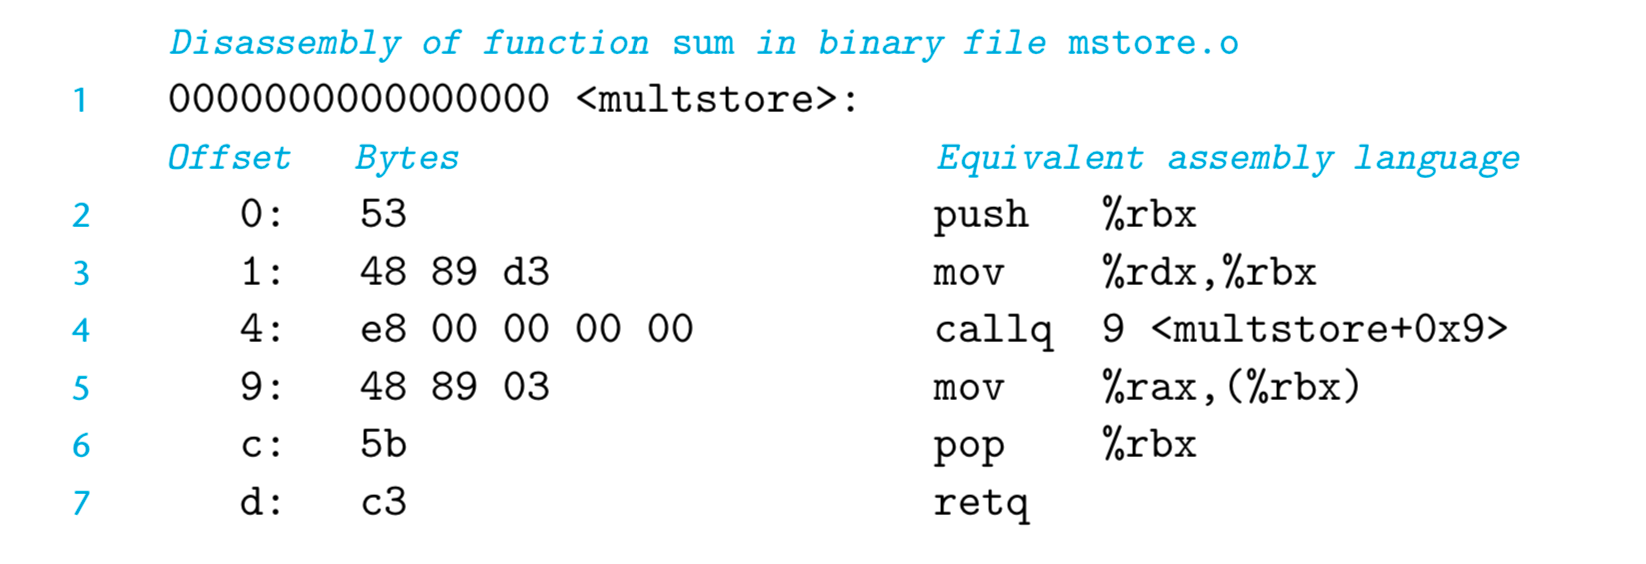 Disassembly of function sum in binary file mstore.o
1 0000000000000000 <multstore>:
Offset Bytes Equivalent assembly language
2 0: 53 push %rbx
3 1: 48 89 d3 mov %rdx,%rbx
4 4: e8 00 00 00 00 callq 9 <multstore+0x9>
5 9: 48 89 03 mov %rax,(%rbx)
6 c: 5b pop %rbx
7 d: c3 retq